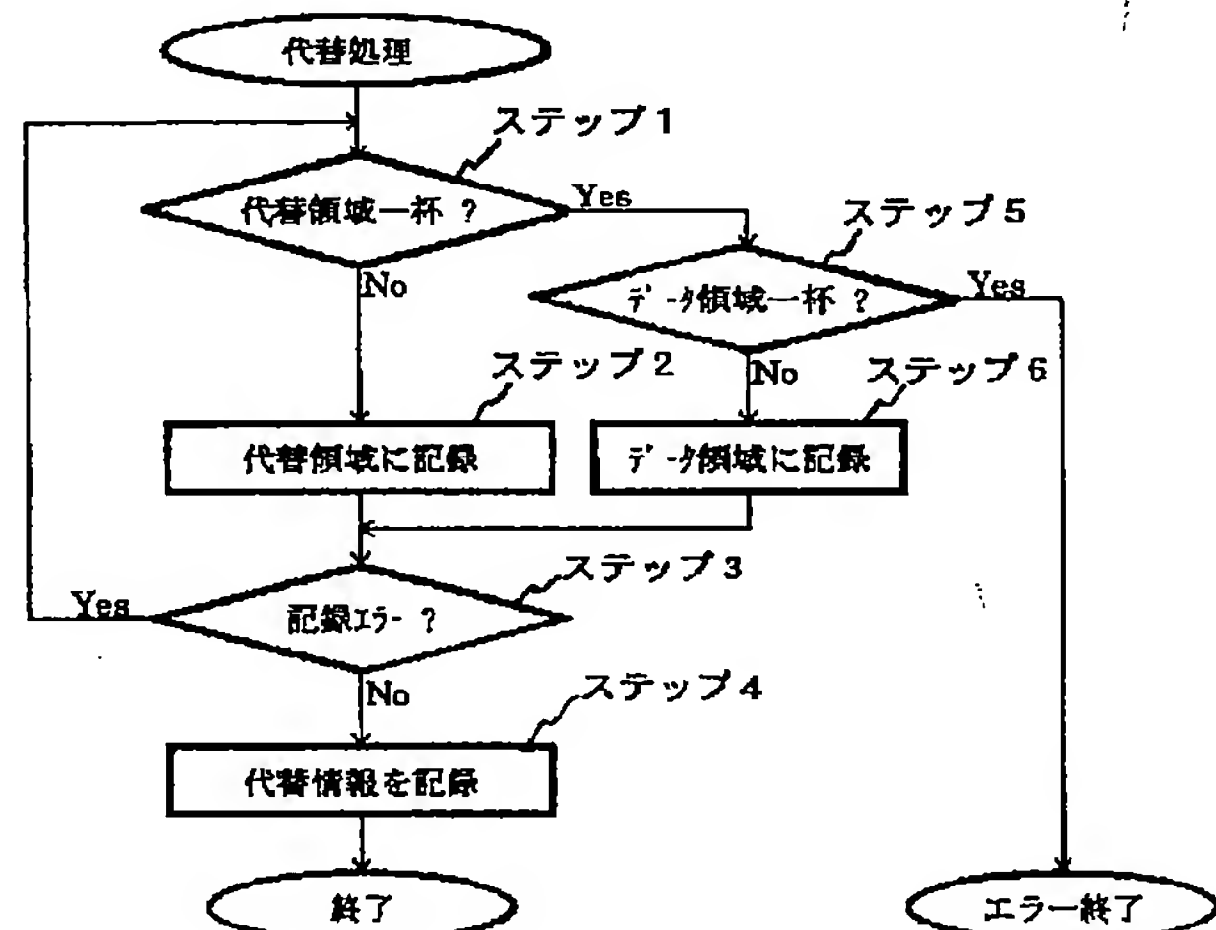 代替処理
ステップ1
代替領域一杯 ?
Yes
No
ステップ5
データ領域一杯 ?
Yes
No
ステップ2
代替領域に記録
ステップ6
データ領域に記録
ステップ3
記録エラー ?
Yes
No
ステップ4
代替情報を記録
終了
エラー終了